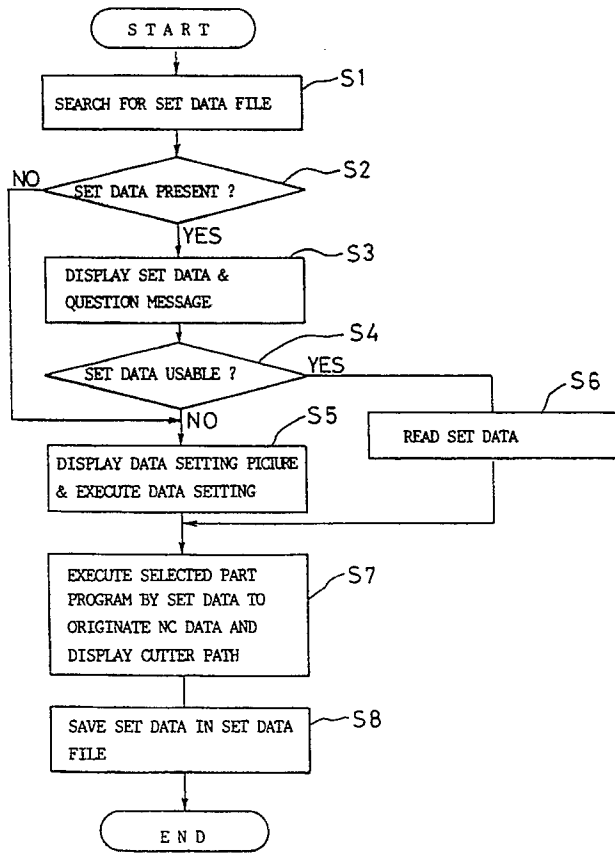 START
S1
SEARCH FOR SET DATA FILE
S2
NO
SET DATA PRESENT ?
YES
S3
DISPLAY SET DATA &
QUESTION MESSAGE
S4
SET DATA USABLE ?
YES
S6
NO
READ SET DATA
S5
DISPLAY DATA SETTING PICTURE
& EXECUTE DATA SETTING
S7
EXECUTE SELECTED PART
PROGRAM BY SET DATA TO
ORIGINATE NC DATA AND
DISPLAY CUTTER PATH
S8
SAVE SET DATA IN SET DATA
FILE
END